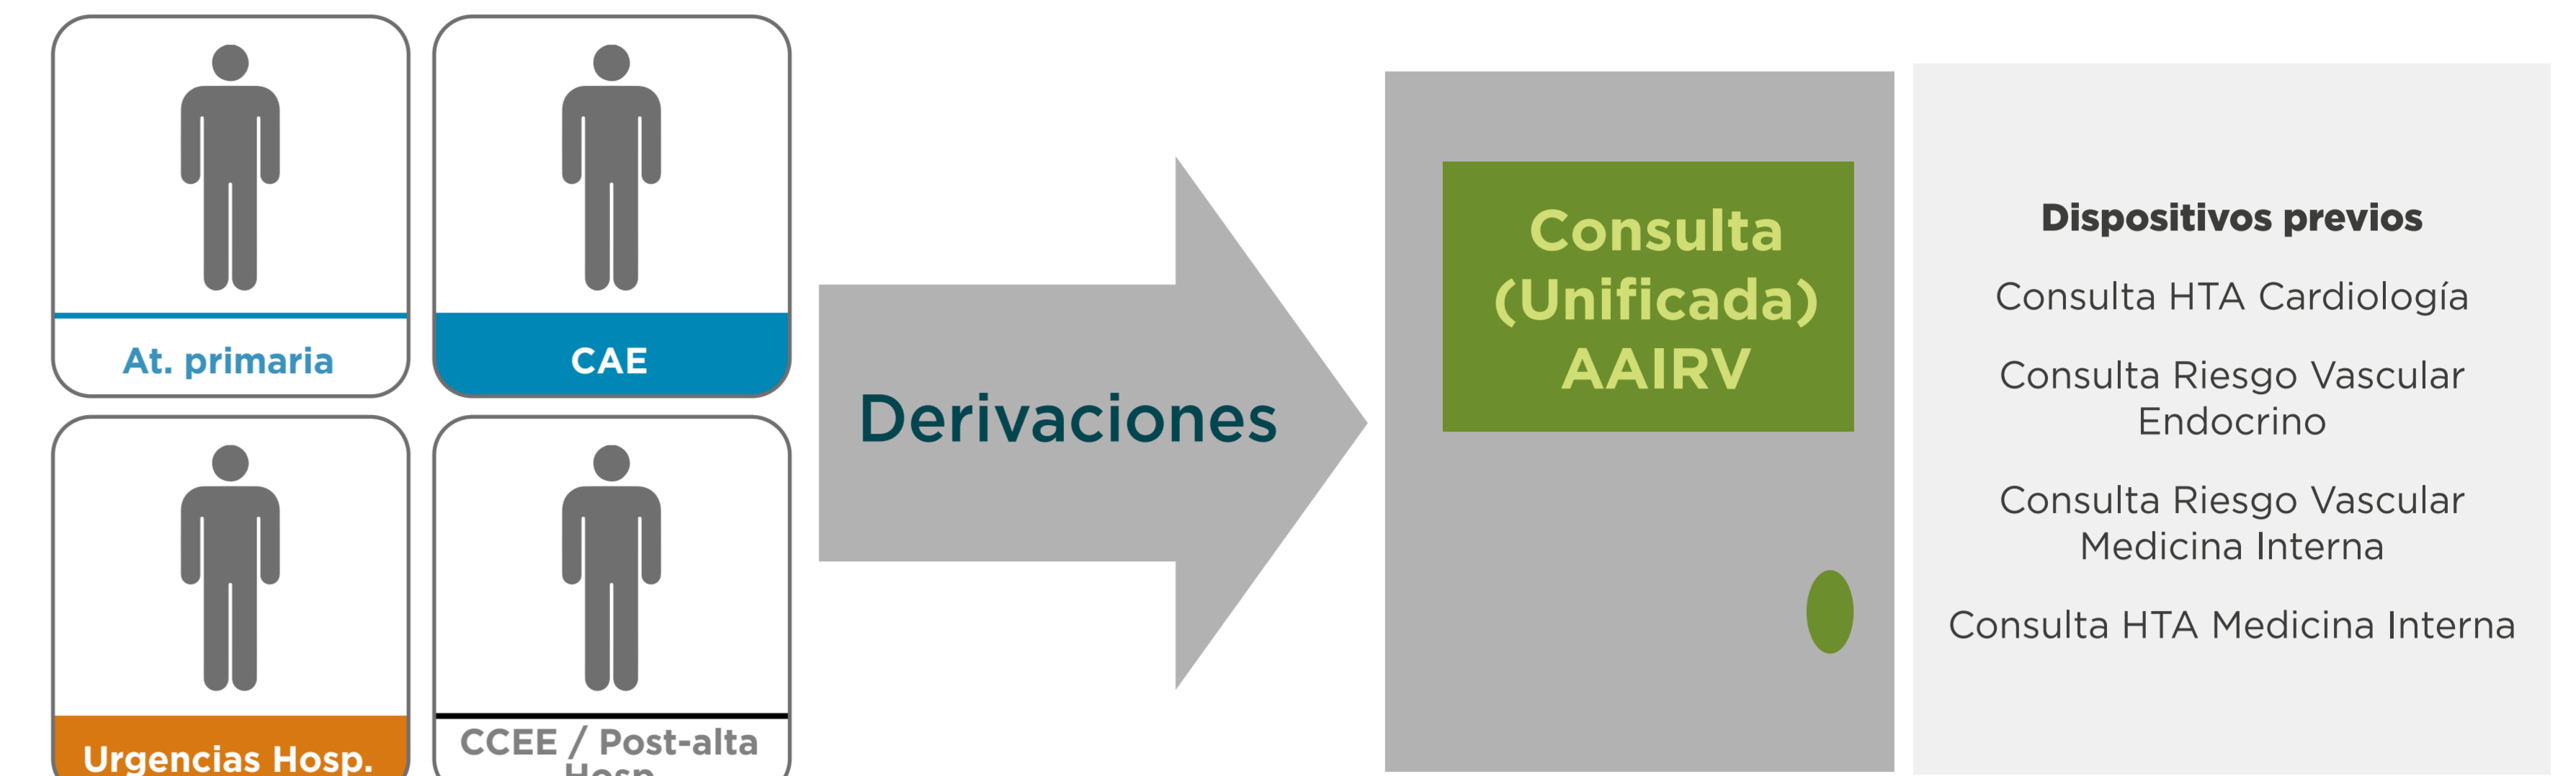 At. primaria
CAE
Urgencias Hosp.
CCEE / Post-alta
Hosp.
Derivaciones
Consulta
(Unificada)
AAIRV
Dispositivos previos
Consulta HTA Cardiología
Consulta Riesgo Vascular
Endocrino
Consulta Riesgo Vascular
Medicina Interna
Consulta HTA Medicina Interna